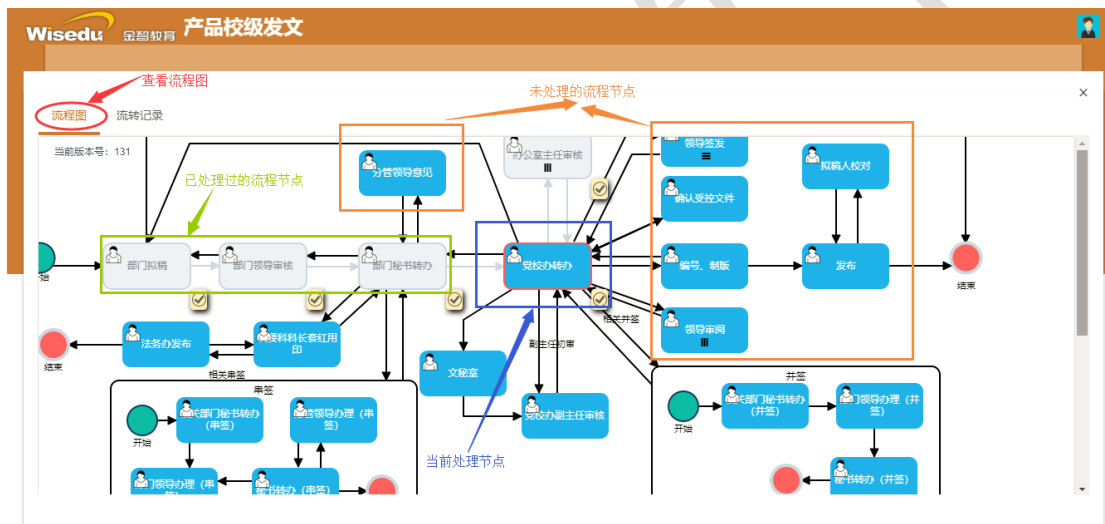 Wisedu 金智教育 产品校级发文
查看流程图
未处理的流程节点
×
流程图 流转记录
当前版本号：131
已处理过的流程节点
分管领导意见
办公室主任审核
领导签发
拟稿人校对
确认受控文件
部门拟稿
部门领导审核
部门秘书转办
党校办转办
编号、制版
发布
结束
始
领导审阅
相关并签
副主任初审
法务办发布
科科长套红用
印
结束
文秘室
党校办副主任审核
当前处理节点
相关串签
串签
关部门秘书转办
(串签)
管领导办理（串
签）
开始
门领导办理（串
签）
秘书转办（串签）
并签
关部门秘书转办
(并签)
门领导办理（并
签）
开始
秘书转办（并签）